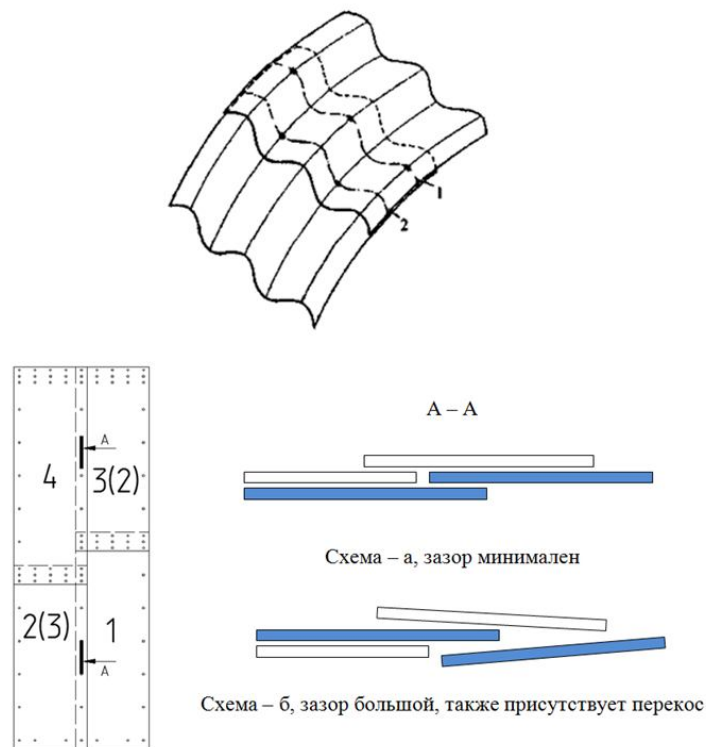 1
2
4
А
3(2)
2(3)
1
А
А – А
Схема – а, зазор минимален
Схема – б, зазор большой, также присутствует перекос